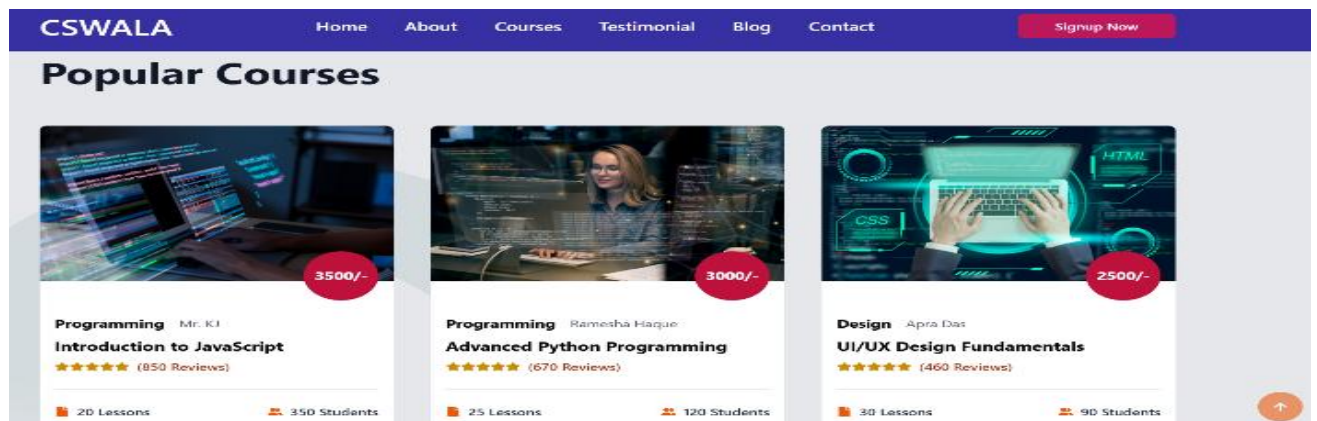 CSWALA Home About Courses Testimonial Blog Contact Signup Now
Popular Courses
HTML
CSS
3500/- 3000/- 2500/-
Programming Mr. KJ
Introduction to JavaScript
(850 Reviews)
20 Lessons 350 Students
Programming Ramesha Haque
Advanced Python Programming
(670 Reviews)
25 Lessons 120 Students
Design Apra Das
UI/UX Design Fundamentals
(460 Reviews)
30 Lessons 90 Students